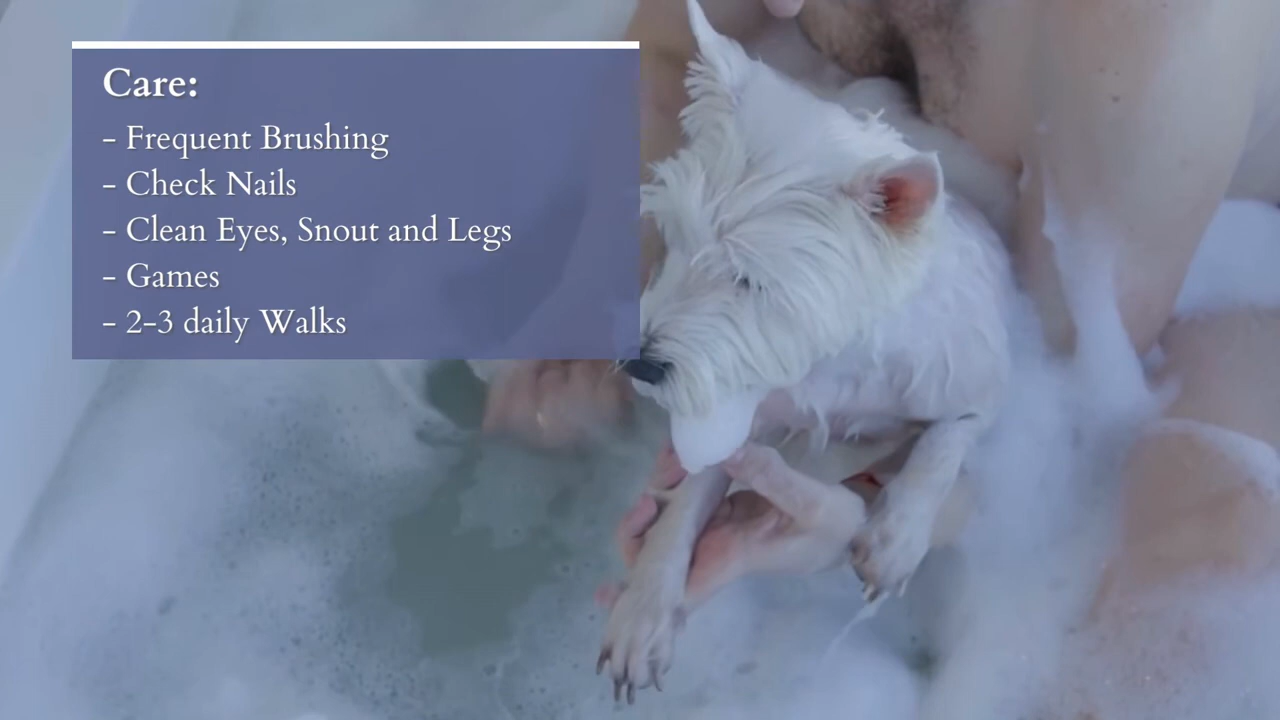 Care:
- Frequent Brushing
- Check Nails
- Clean Eyes, Snout and Legs
- Games
- 2-3 daily Walks